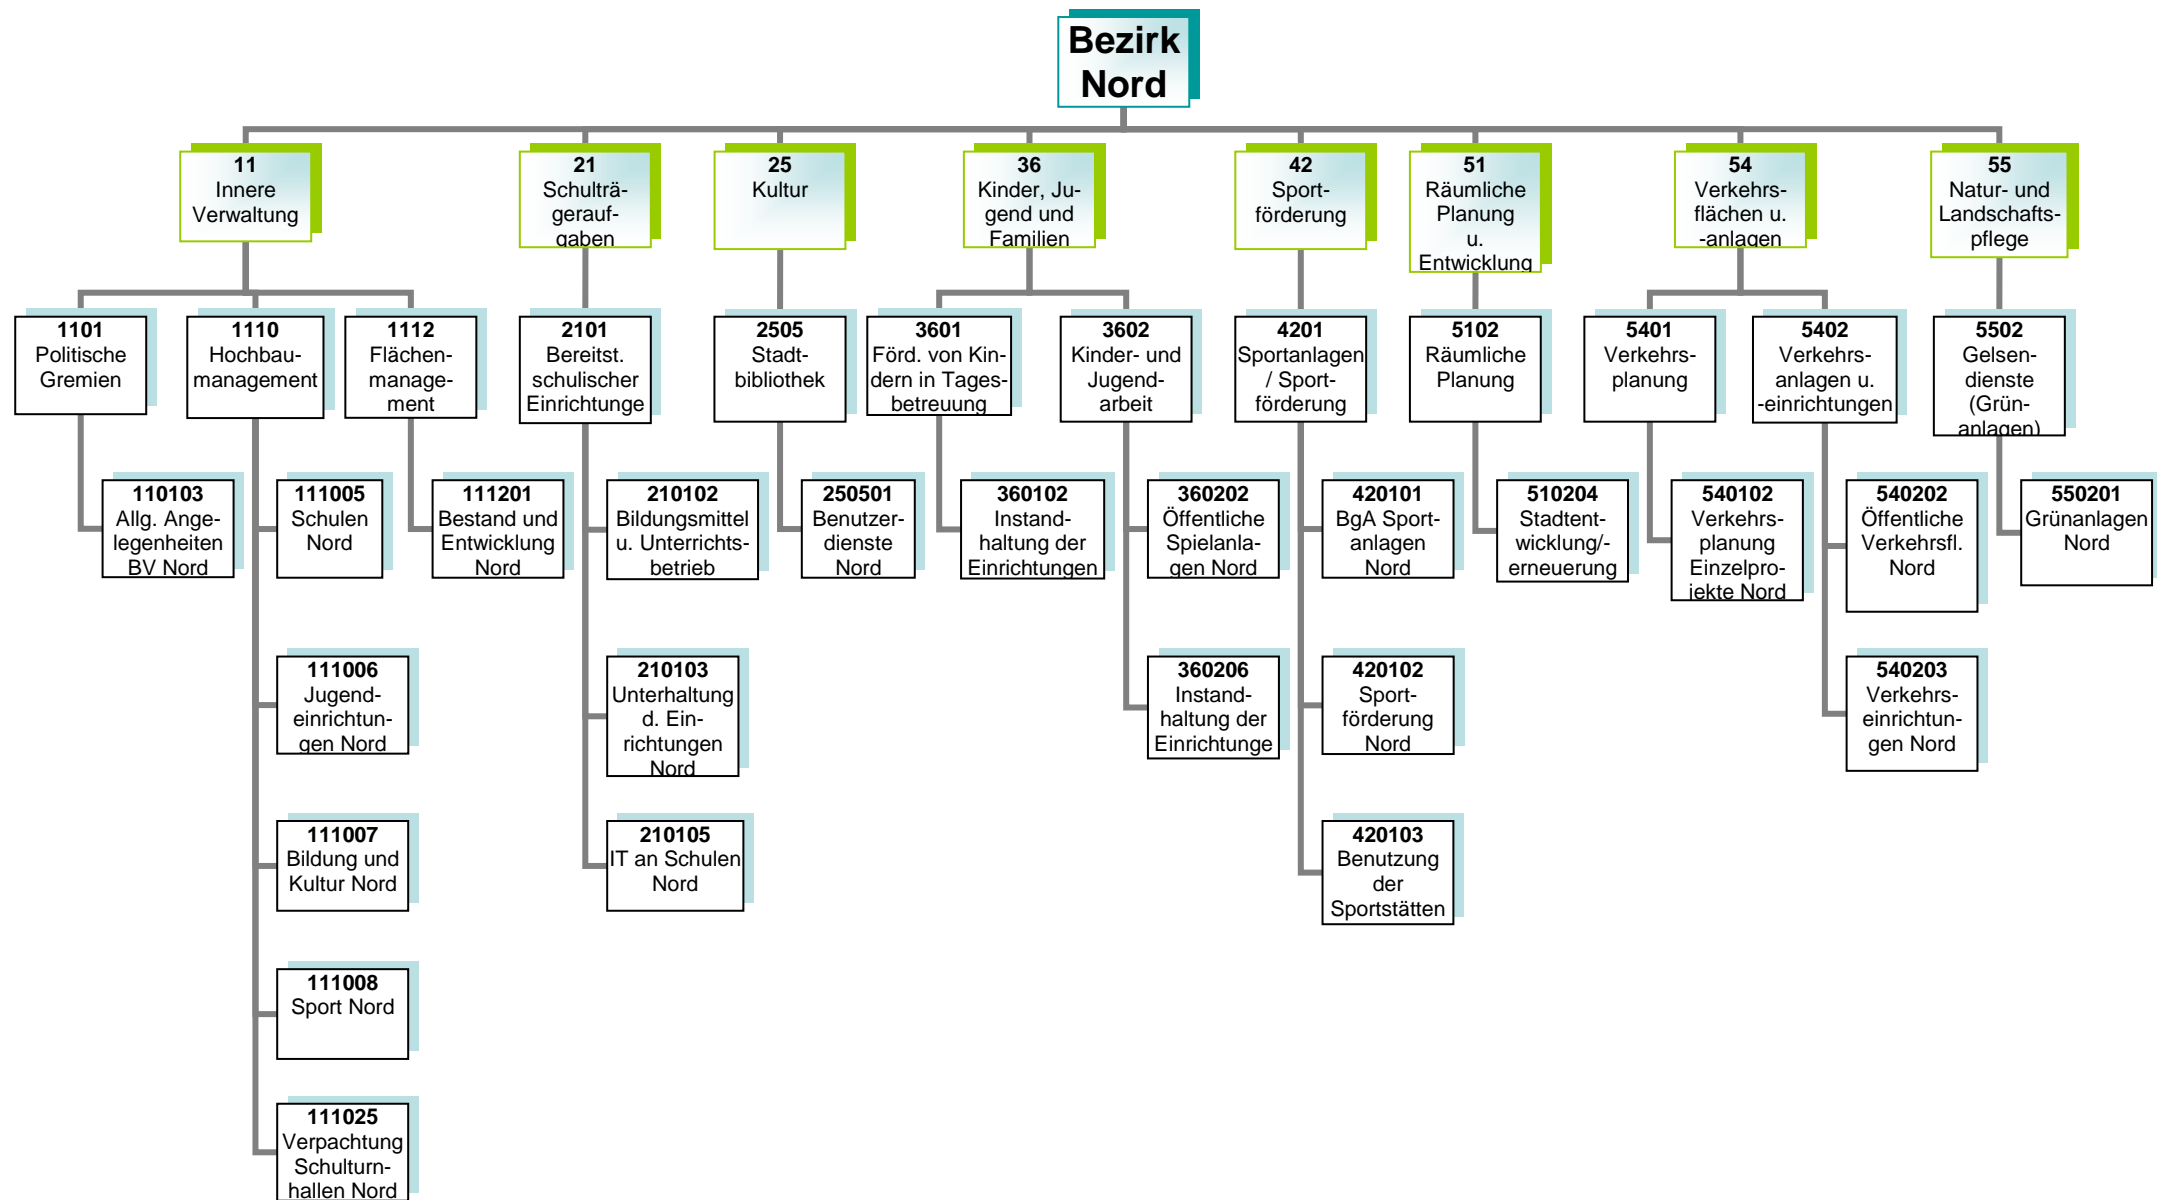 Bezirk
Nord
11
Innere
Verwaltung
21
Schulträ-
gerauf-
gaben
25
Kultur
36
Kinder, Ju-
gend und
Familien
42
Sport-
förderung
51
Räumliche
Planung
u.
Entwicklung
54
Verkehrs-
flächen u.
-anlagen
55
Natur- und
Landschafts-
pflege
1101
Politische
Gremien
1110
Hochbau-
management
1112
Flächen-
manage-
ment
2101
Bereitst.
schulischer
Einrichtunge
2505
Stadt-
bibliothek
3601
Förd. von Kin-
dern in Tages-
betreuung
3602
Kinder- und
Jugend-
arbeit
4201
Sportanlagen
/ Sport-
förderung
5102
Räumliche
Planung
5401
Verkehrs-
planung
5402
Verkehrs-
anlagen u.
-einrichtungen
5502
Gelsen-
dienste
(Grün-
anlagen)
110103
Allg. Ange-
legenheiten
BV Nord
111005
Schulen
Nord
111201
Bestand und
Entwicklung
Nord
210102
Bildungsmittel
u. Unterrichts-
betrieb
250501
Benutzer-
dienste
Nord
360102
Instand-
haltung der
Einrichtungen
360202
Öffentliche
Spielanla-
gen Nord
420101
BgA Sport-
anlagen
Nord
510204
Stadtent-
wicklung/-
erneuerung
540102
Verkehrs-
planung
Einzelpro-
jekte Nord
540202
Öffentliche
Verkehrsfl.
Nord
550201
Grünanlagen
Nord
111006
Jugend-
einrichtun-
gen Nord
210103
Unterhaltung
d. Ein-
richtungen
Nord
360206
Instand-
haltung der
Einrichtunge
420102
Sport-
förderung
Nord
540203
Verkehrs-
einrichtun-
gen Nord
111007
Bildung und
Kultur Nord
210105
IT an Schulen
Nord
420103
Benutzung
der
Sportstätten
111008
Sport Nord
111025
Verpachtung
Schulturn-
hallen Nord